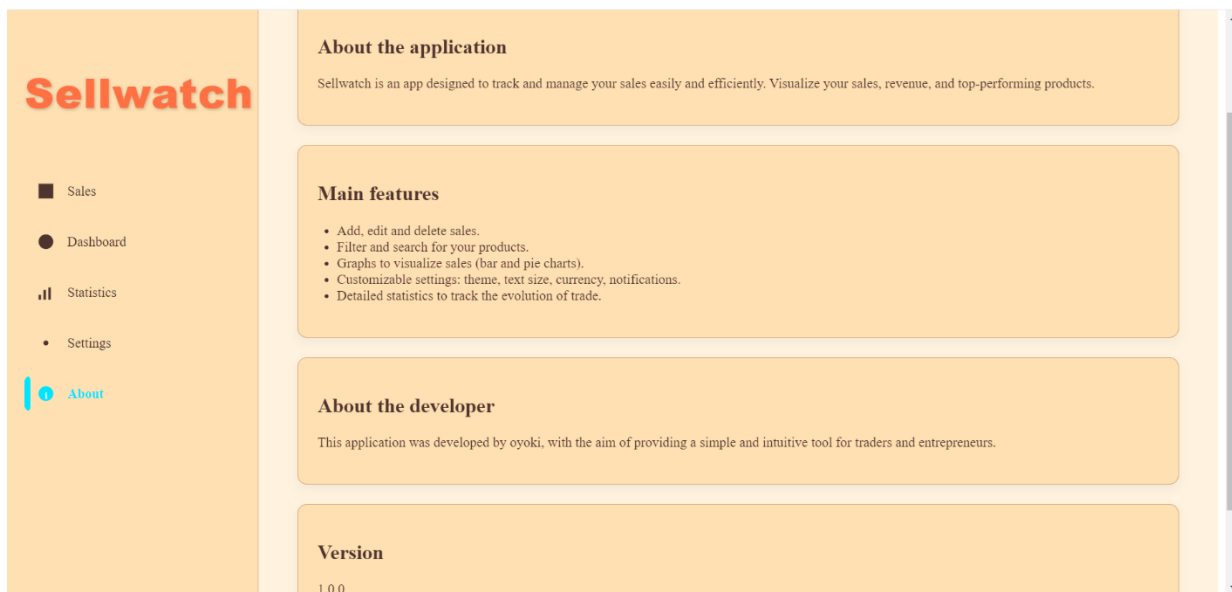 Sellwatch
Sales
Dashboard
Statistics
Settings
About
About the application
Sellwatch is an app designed to track and manage your sales easily and efficiently. Visualize your sales, revenue, and top-performing products.
Main features
• Add, edit and delete sales.
• Filter and search for your products.
• Graphs to visualize sales (bar and pie charts).
• Customizable settings: theme, text size, currency, notifications.
• Detailed statistics to track the evolution of trade.
About the developer
This application was developed by oyoki, with the aim of providing a simple and intuitive tool for traders and entrepreneurs.
Version
1.0.0